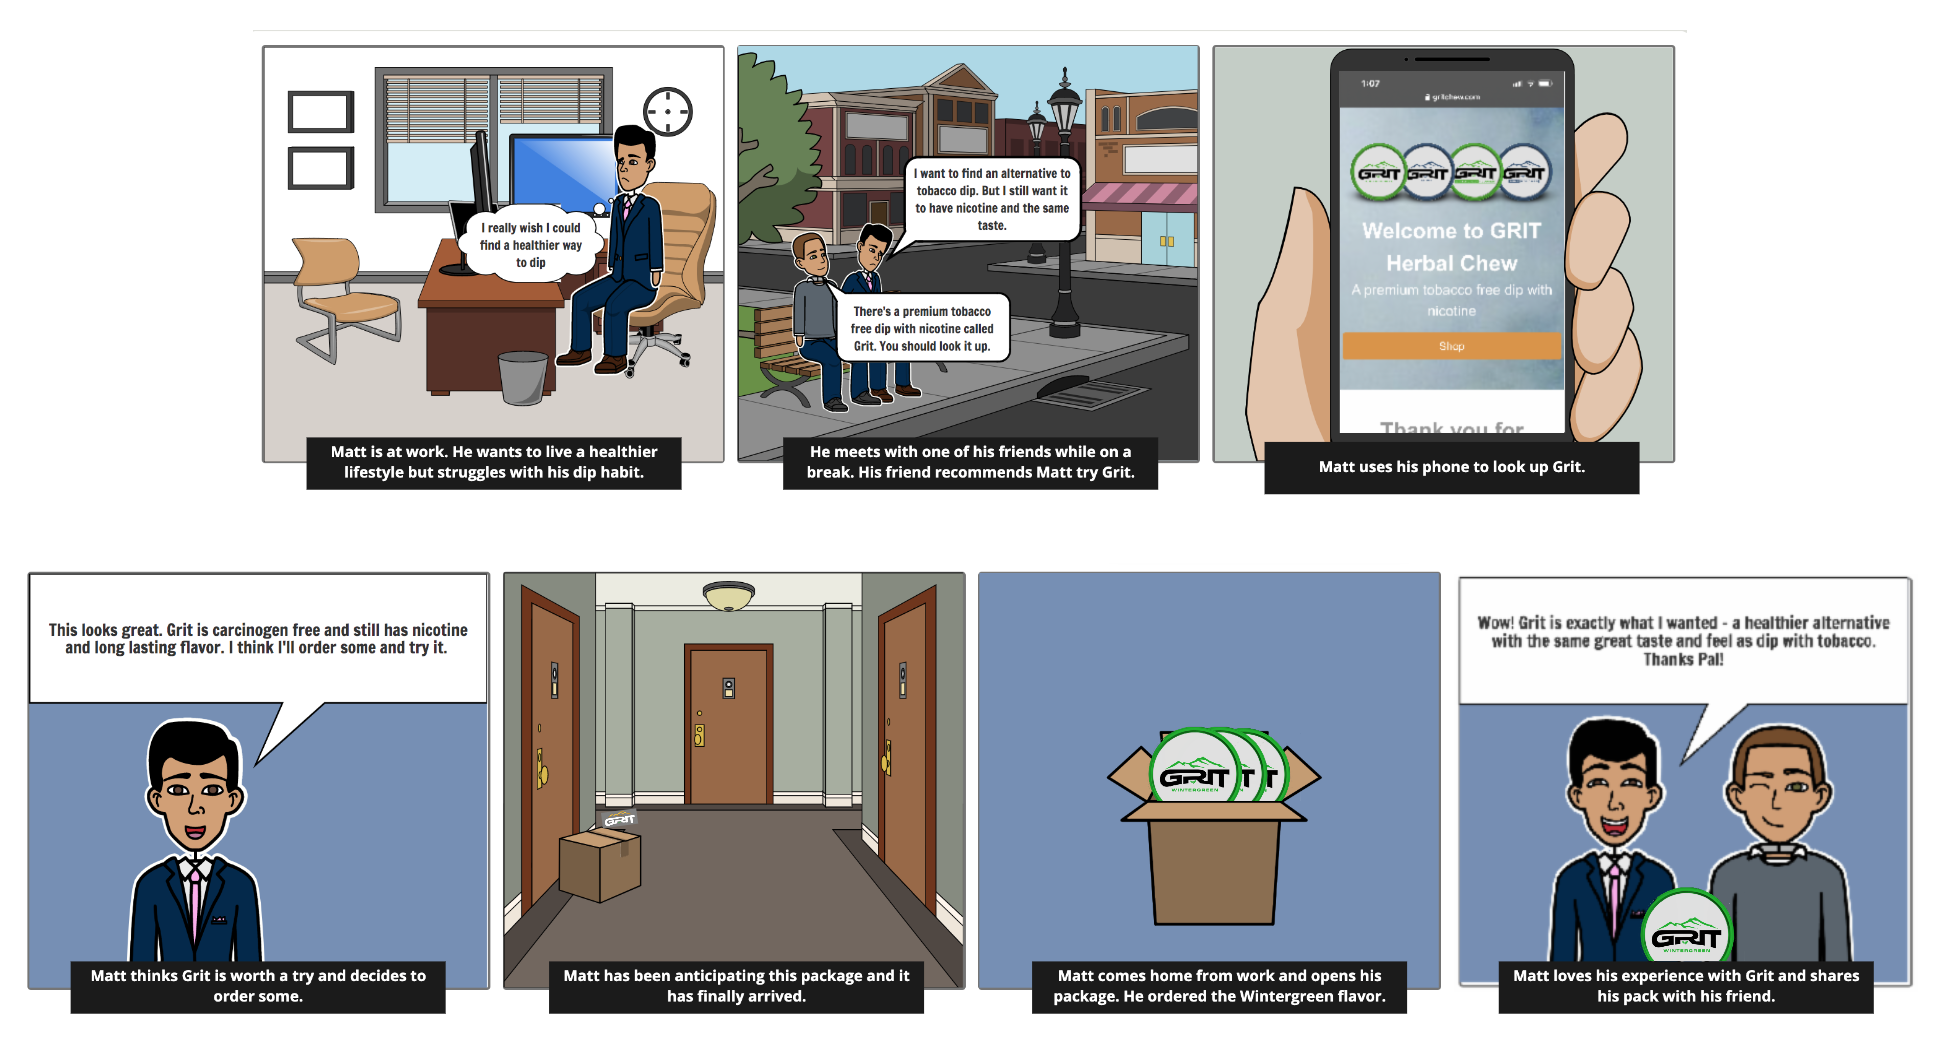 I really wish I could
find a healthier way
to dip
Matt is at work. He wants to live a healthier
lifestyle but struggles with his dip habit.
I want to find an alternative to
tobacco dip. But I still want it
to have nicotine and the same
taste.
There's a premium tobacco
free dip with nicotine called
Grit. You should look it up.
He meets with one of his friends while on a
break. His friend recommends Matt try Grit.
1:07
gritchew.com
GRIT GRIT GRIT GRIT
Welcome to GRIT
Herbal Chew
A premium tobacco free dip with
nicotine
Shop
Thank you for
Matt uses his phone to look up Grit.
This looks great. Grit is carcinogen free and still has nicotine
and long lasting flavor. I think I'll order some and try it.
Matt thinks Grit is worth a try and decides to
order some.
GRIT
Matt has been anticipating this package and it
has finally arrived.
GRIT
WINTERGREEN
Matt comes home from work and opens his
package. He ordered the Wintergreen flavor.
Wow! Grit is exactly what I wanted - a healthier alternative
with the same great taste and feel as dip with tobacco.
Thanks Pal!
GRIT
WINTERGREEN
Matt loves his experience with Grit and shares
his pack with his friend.